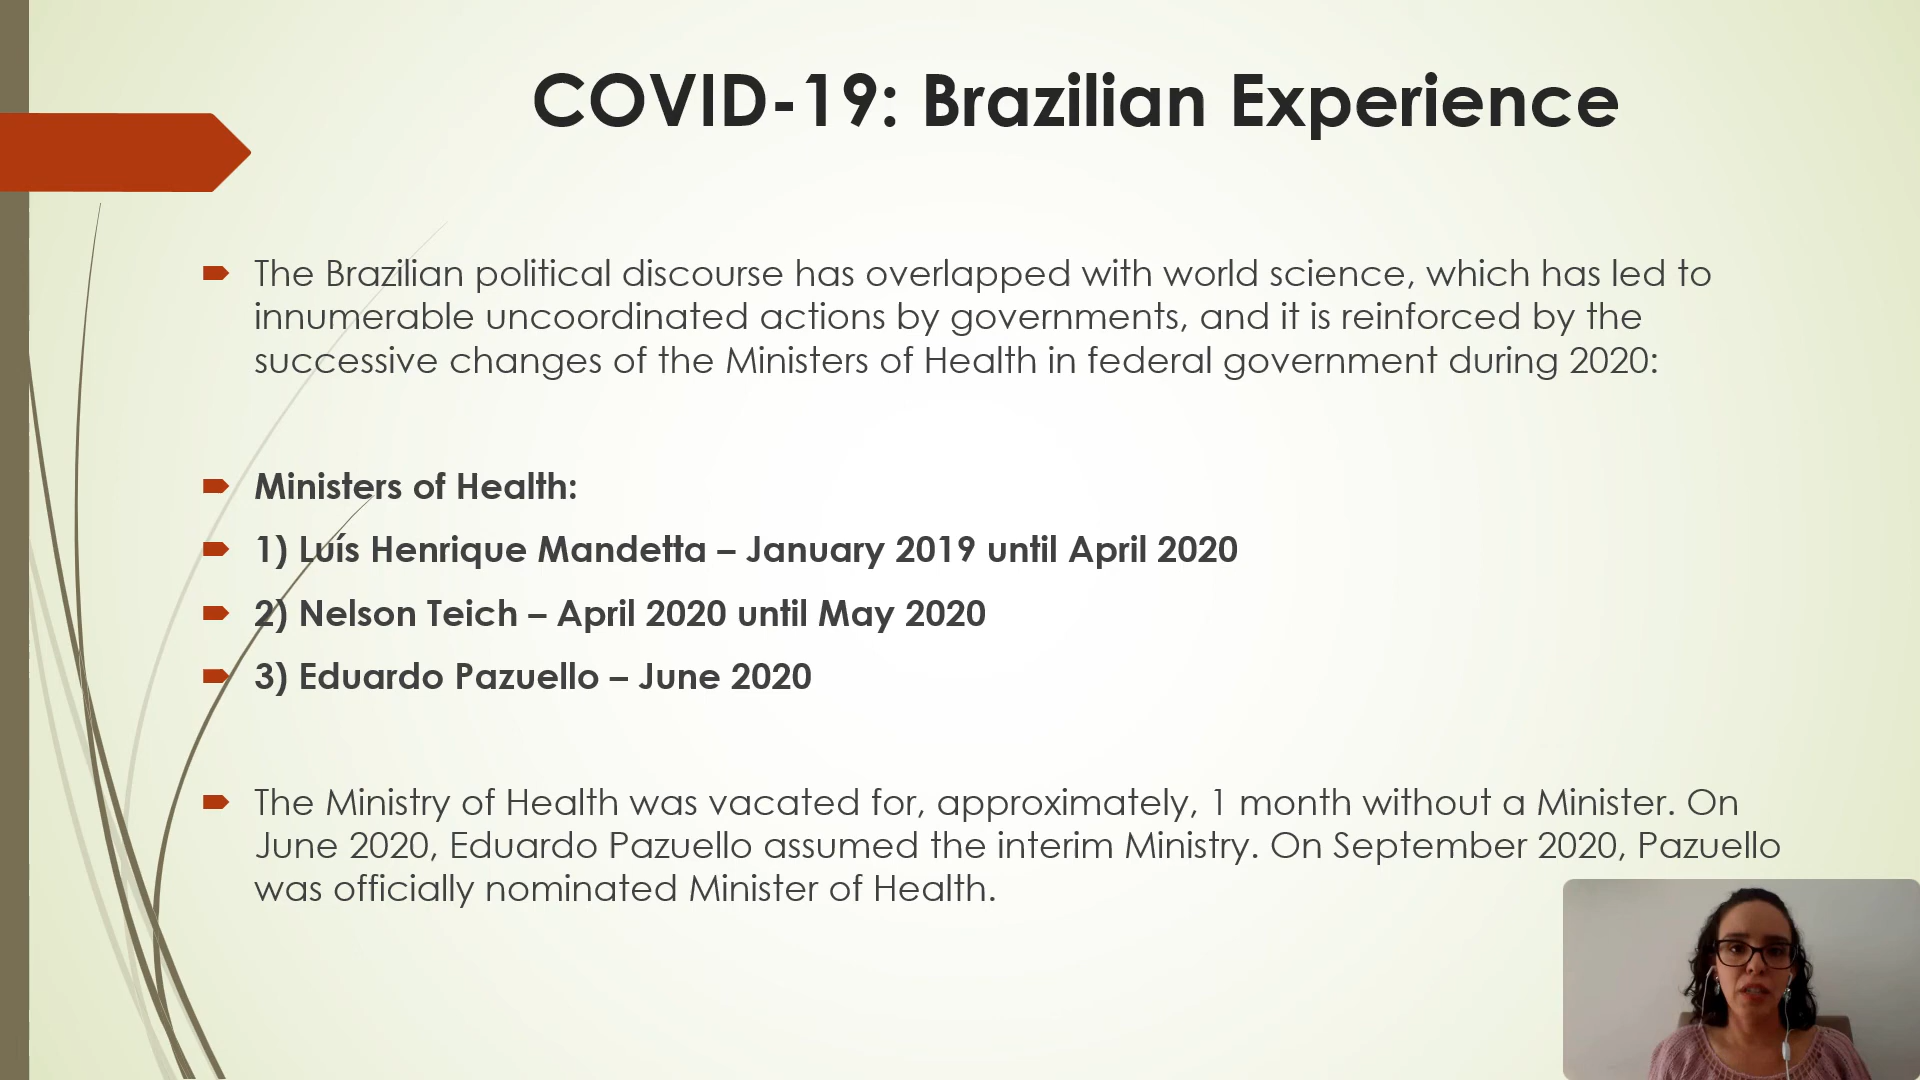 COVID-19: Brazilian Experience
The Brazilian political discourse has overlapped with world science, which has led to
innumerable uncoordinated actions by governments, and it is reinforced by the
successive changes of the Ministers of Health in federal government during 2020:
Ministers of Health:
1) Luís Henrique Mandetta – January 2019 until April 2020
2) Nelson Teich – April 2020 until May 2020
3) Eduardo Pazuello – June 2020
The Ministry of Health was vacated for, approximately, 1 month without a Minister. On
June 2020, Eduardo Pazuello assumed the interim Ministry. On September 2020, Pazuello
was officially nominated Minister of Health.